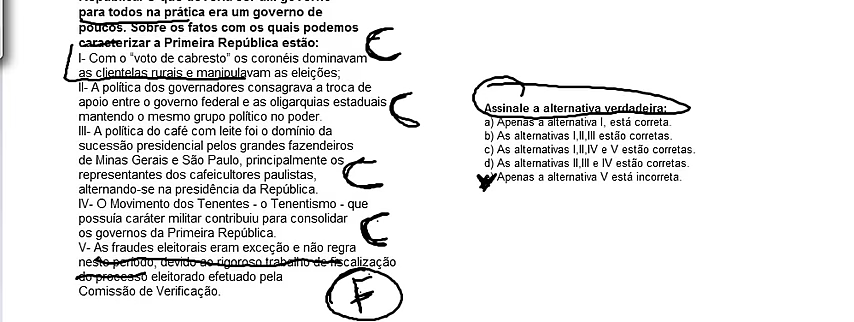 para todos na prática era um governo de
poucos. Sobre os fatos com os quais podemos
caracterizar a Primeira República estão:
I- Com o "voto de cabresto" os coronéis dominavam
as clientelas rurais e manipulavam as eleições;
II- A política dos governadores consagrava a troca de
apoio entre o governo federal e as oligarquias estaduais
mantendo o mesmo grupo político no poder.
III- A política do café com leite foi o domínio da
sucessão presidencial pelos grandes fazendeiros
de Minas Gerais e São Paulo, principalmente os
representantes dos cafeicultores paulistas,
alternando-se na presidência da República.
IV- O Movimento dos Tenentes - o Tenentismo - que
possuía caráter militar contribuiu para consolidar
os governos da Primeira República.
V- As fraudes eleitorais eram exceção e não regra
neste período, devido ao rigoroso trabalho de fiscalização
do processo eleitorado efetuado pela
Comissão de Verificação.
C
C
C
C
F
Assinale a alternativa verdadeira:
a) Apenas a alternativa I, está correta.
b) As alternativas I,II,III estão corretas.
c) As alternativas I,II,IV e V estão corretas.
d) As alternativas II,III e IV estão corretas.
Apenas a alternativa V está incorreta.